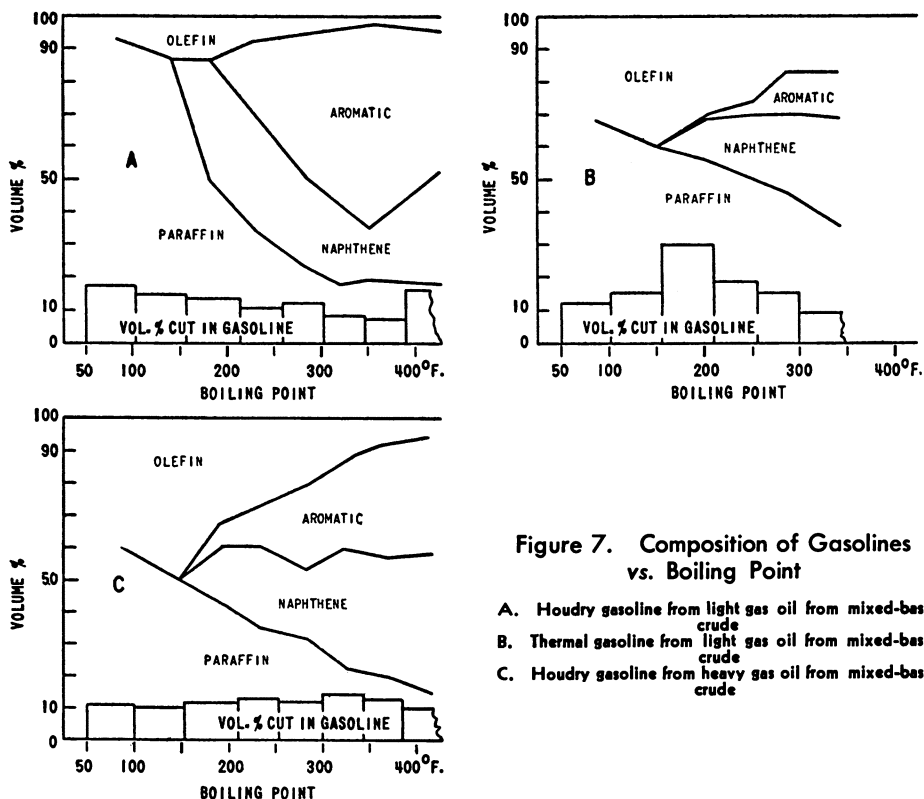 100
90
50
10
0
VOLUME %
OLEFIN
AROMATIC
A
PARAFFIN
NAPHTHENE
VOL. % CUT IN GASOLINE
50 100 200 300 400°F.
BOILING POINT
100
90
50
10
0
VOLUME %
OLEFIN
AROMATIC
NAPHTHENE
B
PARAFFIN
VOL. % CUT IN GASOLINE
50 100 200 300 400°F.
BOILING POINT
100
90
50
10
0
VOLUME %
OLEFIN
AROMATIC
C
NAPHTHENE
PARAFFIN
VOL. % CUT IN GASOLINE
50 100 200 300 400°F.
BOILING POINT
Figure 7. Composition of Gasolines
vs. Boiling Point
A. Houdry gasoline from light gas oil from mixed-bas
crude
B. Thermal gasoline from light gas oil from mixed-bas
crude
C. Houdry gasoline from heavy gas oil from mixed-bas
crude